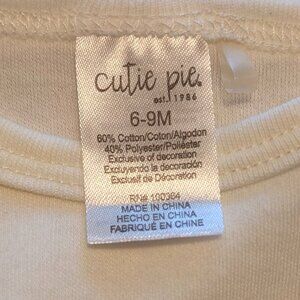 cutie pie.
est. 1986
6-9M
60% Cotton/Coton/Algodon
40% Polyester/Poliéster
Exclusive of decoration
Excluyendo la decoración
Exclusif de Décoration
RN# 100364
MADE IN CHINA
HECHO EN CHINA
FABRIQUÉ EN CHINE